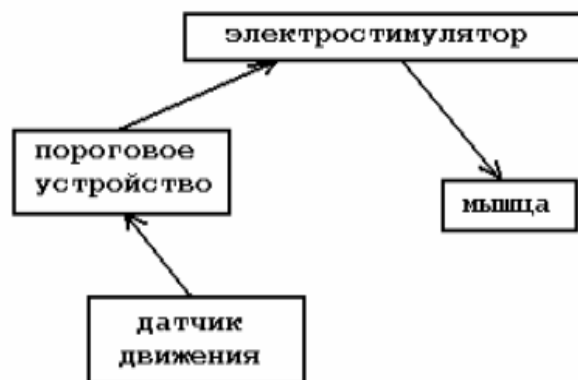 электростимулятор
пороговое
устройство
мышца
датчик
движения